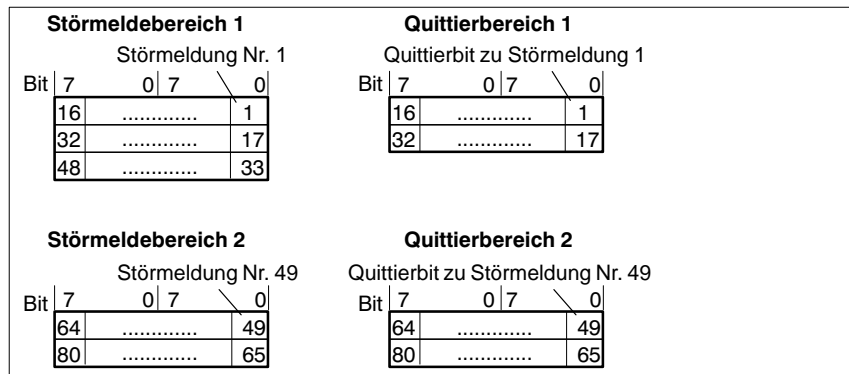 Störmeldebereich 1
Störmeldung Nr. 1
Bit 7 0 7 0
16 ............. 1
32 ............. 17
48 ............. 33
Quittierbereich 1
Quittierbit zu Störmeldung 1
Bit 7 0 7 0
16 ............. 1
32 ............. 17
Störmeldebereich 2
Störmeldung Nr. 49
Bit 7 0 7 0
64 ............. 49
80 ............. 65
Quittierbereich 2
Quittierbit zu Störmeldung Nr. 49
Bit 7 0 7 0
64 ............. 49
80 ............. 65